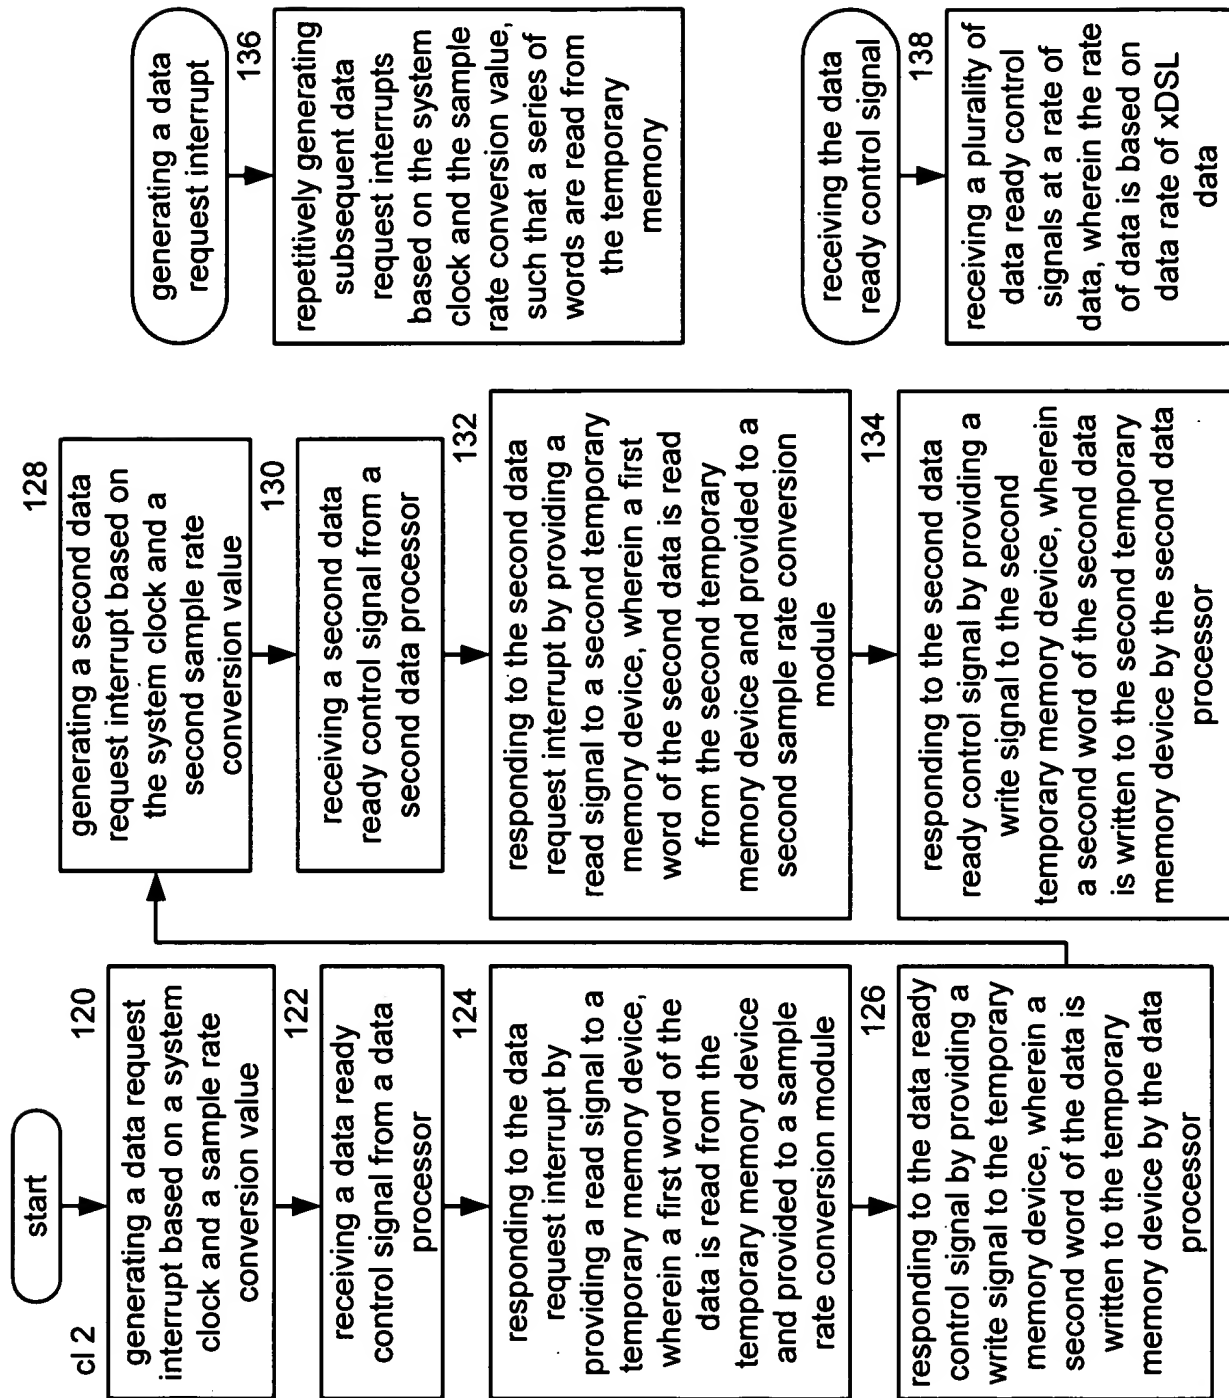 start
cl 2
120
generating a data request
interrupt based on a system
clock and a sample rate
conversion value
122
receiving a data ready
control signal from a data
processor
124
responding to the data
request interrupt by
providing a read signal to a
temporary memory device,
wherein a first word of the
data is read from the
temporary memory device
and provided to a sample
rate conversion module
126
responding to the data ready
control signal by providing a
write signal to the temporary
memory device, wherein a
second word of the data is
written to the temporary
memory device by the data
processor
128
generating a second data
request interrupt based on
the system clock and a
second sample rate
conversion value
130
receiving a second data
ready control signal from a
second data processor
132
responding to the second data
request interrupt by providing a
read signal to a second temporary
memory device, wherein a first
word of the second data is read
from the second temporary
memory device and provided to a
second sample rate conversion
module
134
responding to the second data
ready control signal by providing a
write signal to the second
temporary memory device, wherein
a second word of the second data
is written to the second temporary
memory device by the second data
processor
generating a data
request interrupt
136
repetitively generating
subsequent data
request interrupts
based on the system
clock and the sample
rate conversion value,
such that a series of
words are read from
the temporary
memory
receiving the data
ready control signal
138
receiving a plurality of
data ready control
signals at a rate of
data, wherein the rate
of data is based on
data rate of xDSL
data